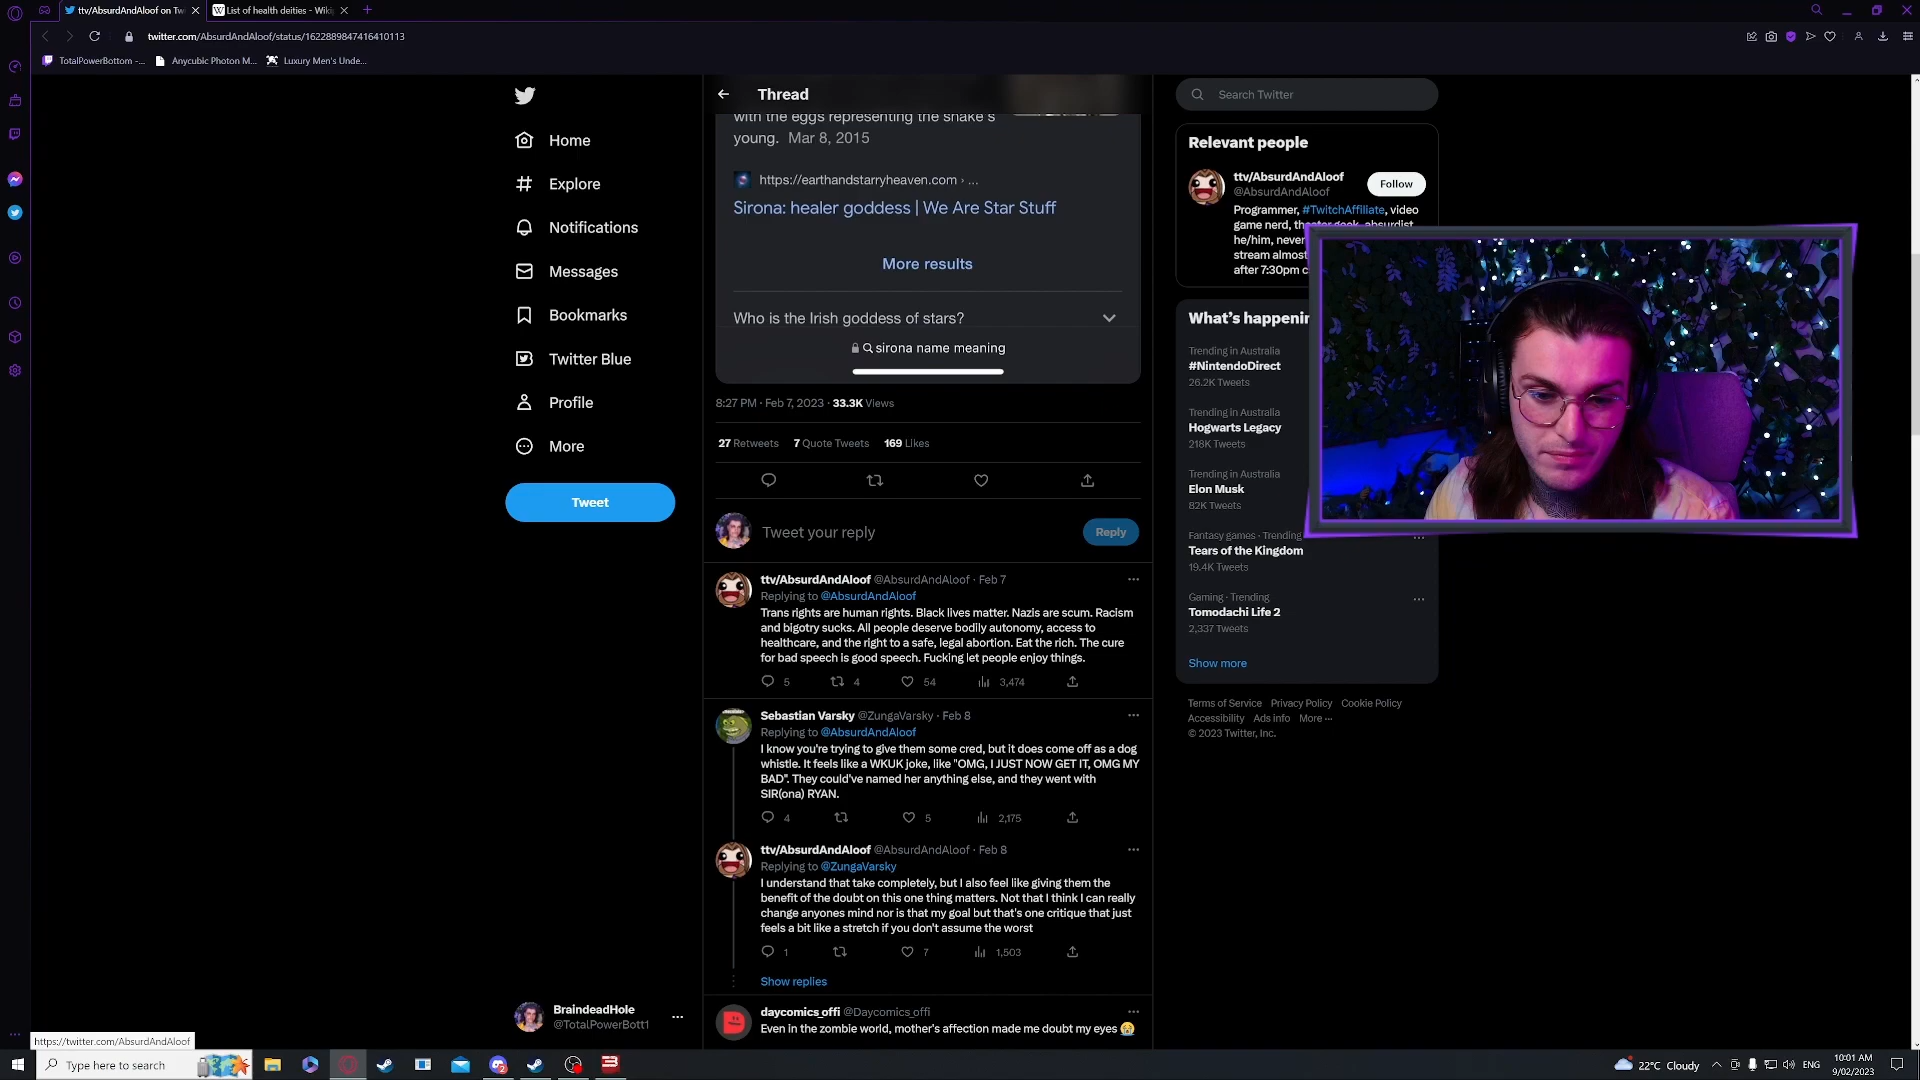 ttv/AbsurdAndAloof on Tw
List of health deities - Wiki
twitter.com/AbsurdAndAloof/status/1622889847416410113
TotalPowerBottom -...
Anycubic Photon M...
Luxury Men's Unde...
Home
Explore
Notifications
Messages
Bookmarks
Twitter Blue
Profile
More
Tweet
BraindeadHole
@TotalPowerBott1
Thread
with the eggs representing the snake's
young. Mar 8, 2015
https://earthandstarryheaven.com › ...
Sirona: healer goddess | We Are Star Stuff
More results
Who is the Irish goddess of stars?
sirona name meaning
8:27 PM · Feb 7, 2023 · 33.3K Views
27 Retweets 7 Quote Tweets 169 Likes
Tweet your reply
Reply
ttv/AbsurdAndAloof @AbsurdAndAloof · Feb 7
Replying to @AbsurdAndAloof
Trans rights are human rights. Black lives matter. Nazis are scum. Racism
and bigotry sucks. All people deserve bodily autonomy, access to
healthcare, and the right to a safe, legal abortion. Eat the rich. The cure
for bad speech is good speech. Fucking let people enjoy things.
5 4 54 3,474
Sebastian Varsky @ZungaVarsky · Feb 8
Replying to @AbsurdAndAloof
I know you're trying to give them some cred, but it does come off as a dog
whistle. It feels like a WKUK joke, like "OMG, I JUST NOW GET IT, OMG MY
BAD". They could've named her anything else, and they went with
SIR(ona) RYAN.
4 5 2,175
ttv/AbsurdAndAloof @AbsurdAndAloof · Feb 8
Replying to @ZungaVarsky
I understand that take completely, but I also feel like giving them the
benefit of the doubt on this one thing matters. Not that I think I can really
change anyones mind nor is that my goal but that's one critique that just
feels a bit like a stretch if you don't assume the worst
1 7 1,503
Show replies
daycomics_offi @Daycomics_offi
Even in the zombie world, mother's affection made me doubt my eyes
Search Twitter
Relevant people
ttv/AbsurdAndAloof
@AbsurdAndAloof
Follow
Programmer, #TwitchAffiliate, video
game nerd, theater geek, absurdist
he/him, never
stream almost
after 7:30pm c
What's happenin
Trending in Australia
#NintendoDirect
26.2K Tweets
Trending in Australia
Hogwarts Legacy
218K Tweets
Trending in Australia
Elon Musk
82K Tweets
Fantasy games · Trending
Tears of the Kingdom
19.4K Tweets
Gaming · Trending
Tomodachi Life 2
2,337 Tweets
Show more
Terms of Service Privacy Policy Cookie Policy
Accessibility Ads info More ···
© 2023 Twitter, Inc.
https://twitter.com/AbsurdAndAloof
Type here to search
22°C Cloudy
ENG
10:01 AM
9/02/2023